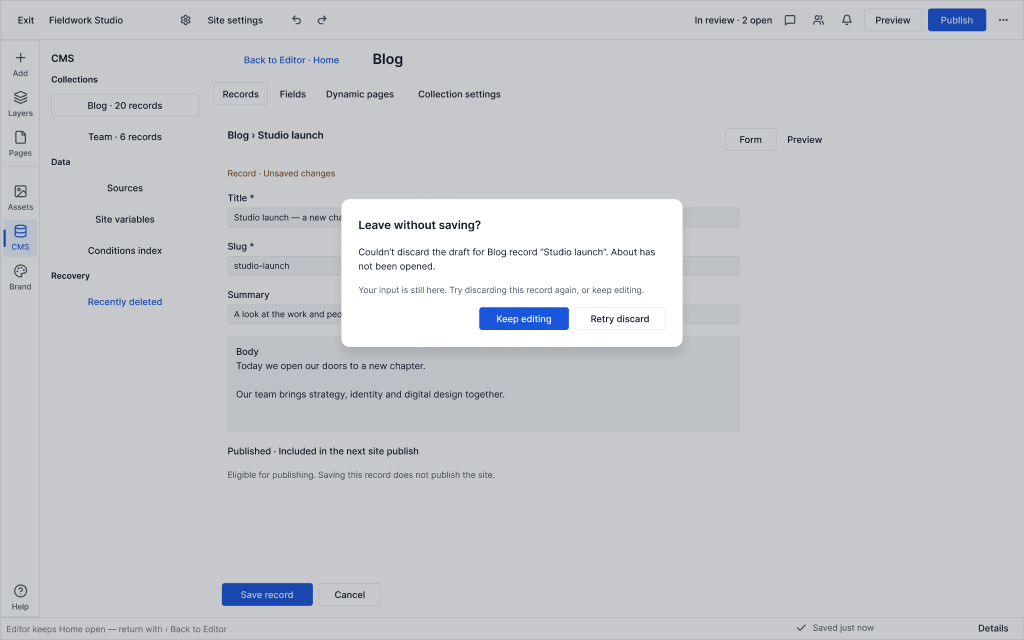 Exit
Fieldwork Studio
Site settings
In review · 2 open
Preview
Publish
Add
Layers
Pages
Assets
CMS
Brand
Help
CMS
Collections
Blog · 20 records
Team · 6 records
Data
Sources
Site variables
Conditions index
Recovery
Recently deleted
Back to Editor · Home
Blog
Records
Fields
Dynamic pages
Collection settings
Blog › Studio launch
Form
Preview
Record · Unsaved changes
Title *
Studio launch — a new cha
Slug *
studio-launch
Summary
A look at the work and peo
Leave without saving?
Couldn’t discard the draft for Blog record “Studio launch”. About has
not been opened.
Your input is still here. Try discarding this record again, or keep editing.
Keep editing
Retry discard
Body
Today we open our doors to a new chapter.
Our team brings strategy, identity and digital design together.
Published · Included in the next site publish
Eligible for publishing. Saving this record does not publish the site.
Save record
Cancel
Editor keeps Home open — return with ‹ Back to Editor
Saved just now
Details